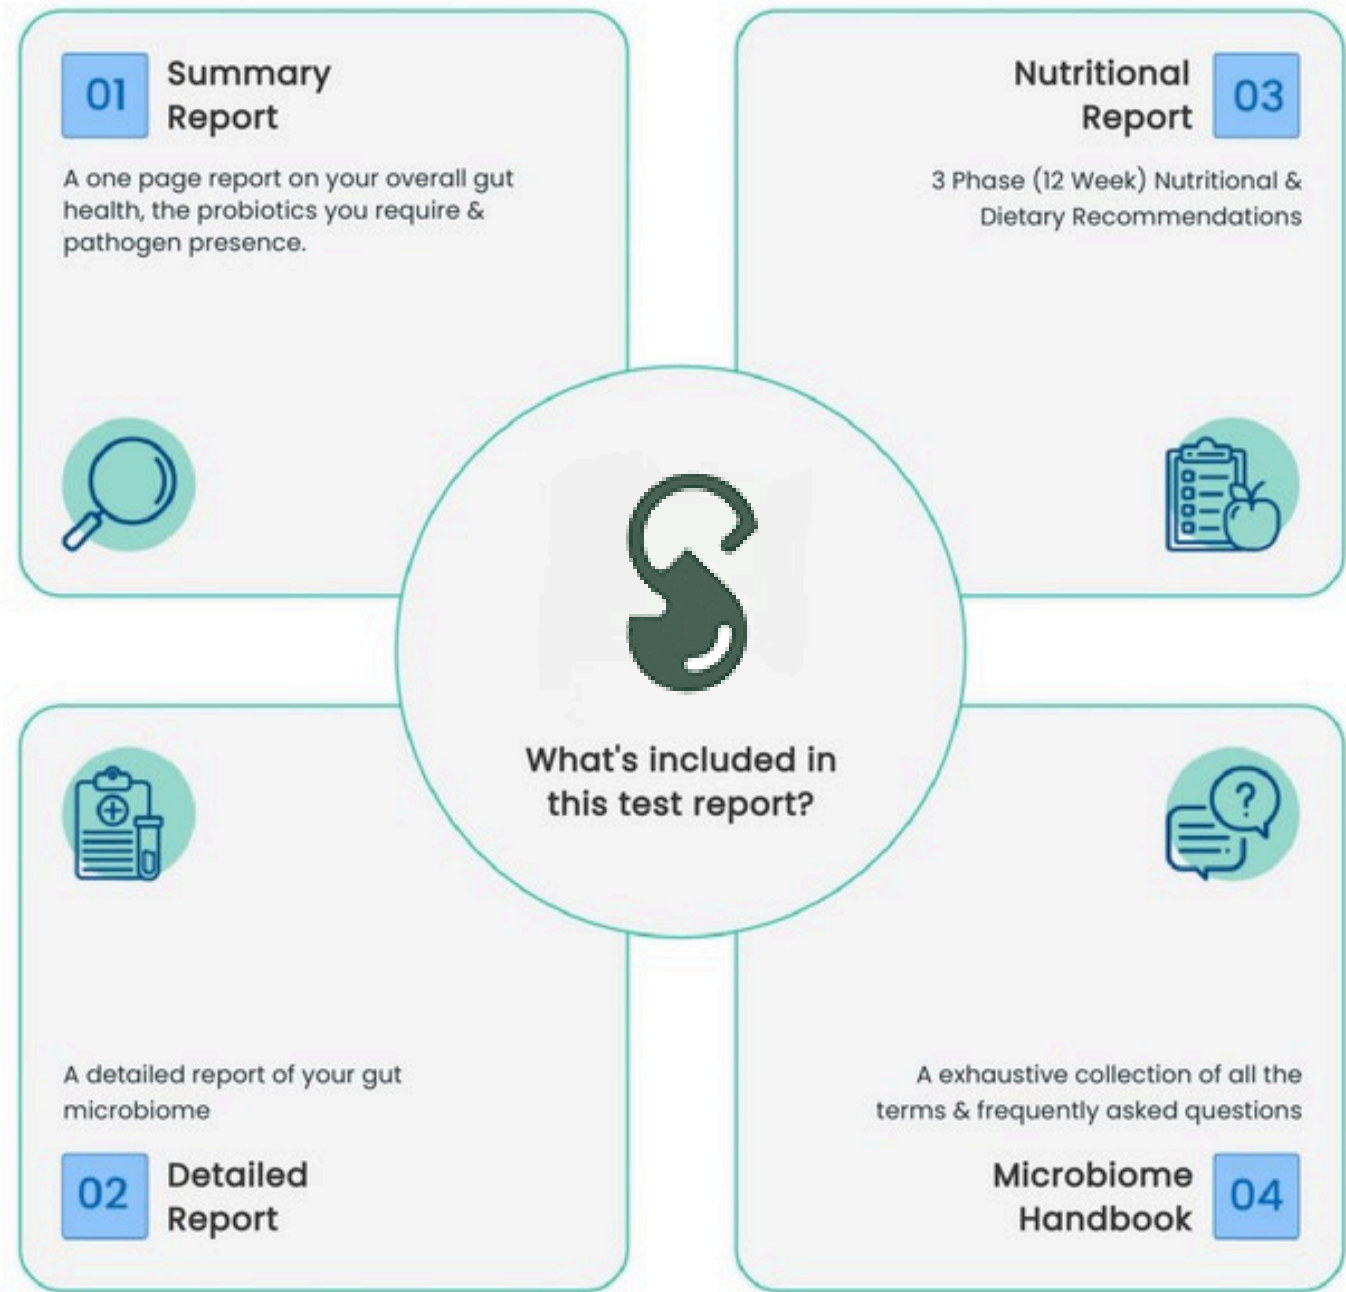 01
Summary
Report
A one page report on your overall gut
health, the probiotics you require &
pathogen presence.
Nutritional
Report
03
3 Phase (12 Week) Nutritional &
Dietary Recommendations
What's included in
this test report?
A detailed report of your gut
microbiome
02
Detailed
Report
?
A exhaustive collection of all the
terms & frequently asked questions
Microbiome
Handbook
04